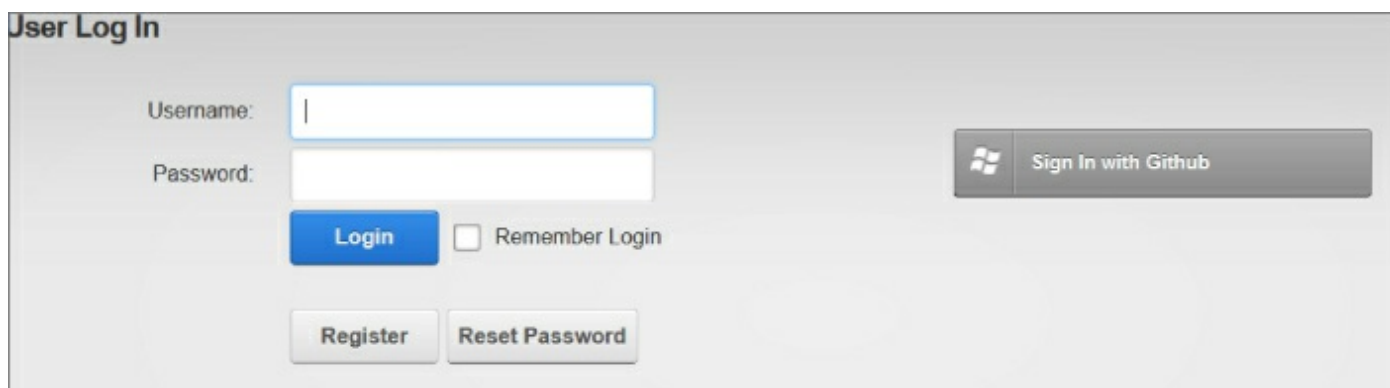 User Log In
Username:
Password:
Sign In with Github
Login
Remember Login
Register
Reset Password